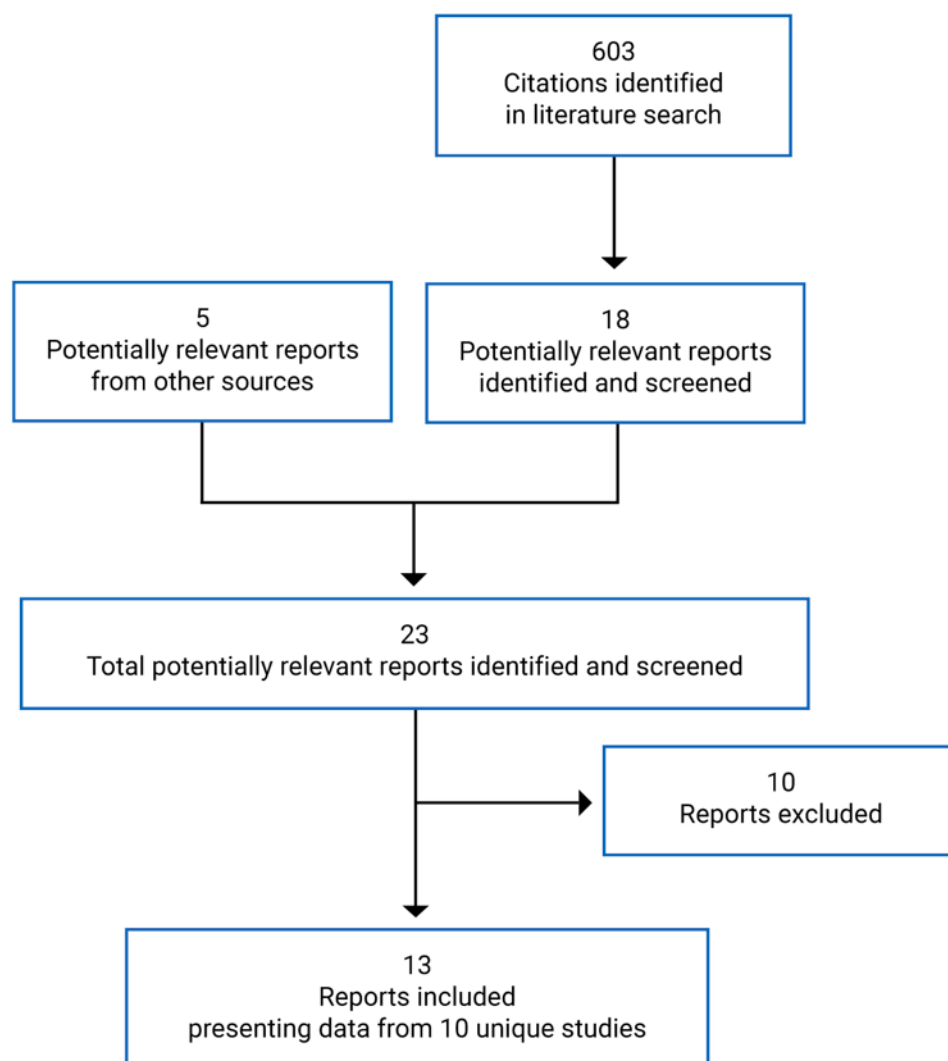 603
Citations identified
in literature search
5
Potentially relevant reports
from other sources
18
Potentially relevant reports
identified and screened
23
Total potentially relevant reports identified and screened
10
Reports excluded
13
Reports included
presenting data from 10 unique studies